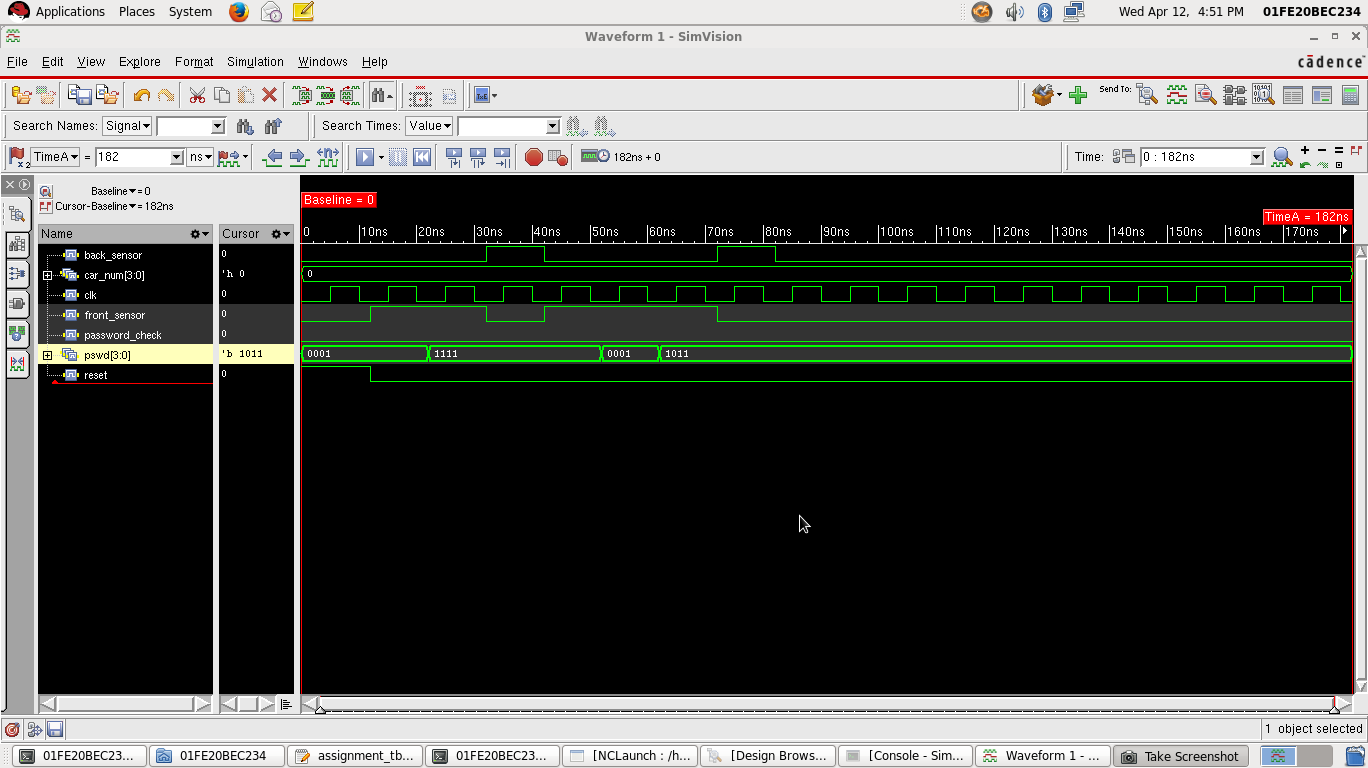 Applications Places System Wed Apr 12, 4:51 PM 01FE20BEC234
Waveform 1 - SimVision
File Edit View Explore Format Simulation Windows Help cādence
Send To:
Search Names: Signal Search Times: Value
TimeA = 182 ns 182ns + 0 Time: 0 : 182ns
Baseline = 0
Cursor-Baseline = 182ns
Baseline = 0
TimeA = 182ns
Name Cursor 0 10ns 20ns 30ns 40ns 50ns 60ns 70ns 80ns 90ns 100ns 110ns 120ns 130ns 140ns 150ns 160ns 170ns
back_sensor 0
car_num[3:0] 'h 0 0
clk 0
front_sensor 0
password_check 0
pswd[3:0] 'b 1011 0001 1111 0001 1011
reset 0
1 object selected
01FE20BEC23... 01FE20BEC234 assignment_tb... 01FE20BEC23... [NCLaunch : /h... [Design Brows... [Console - Sim... Waveform 1 - ... Take Screenshot